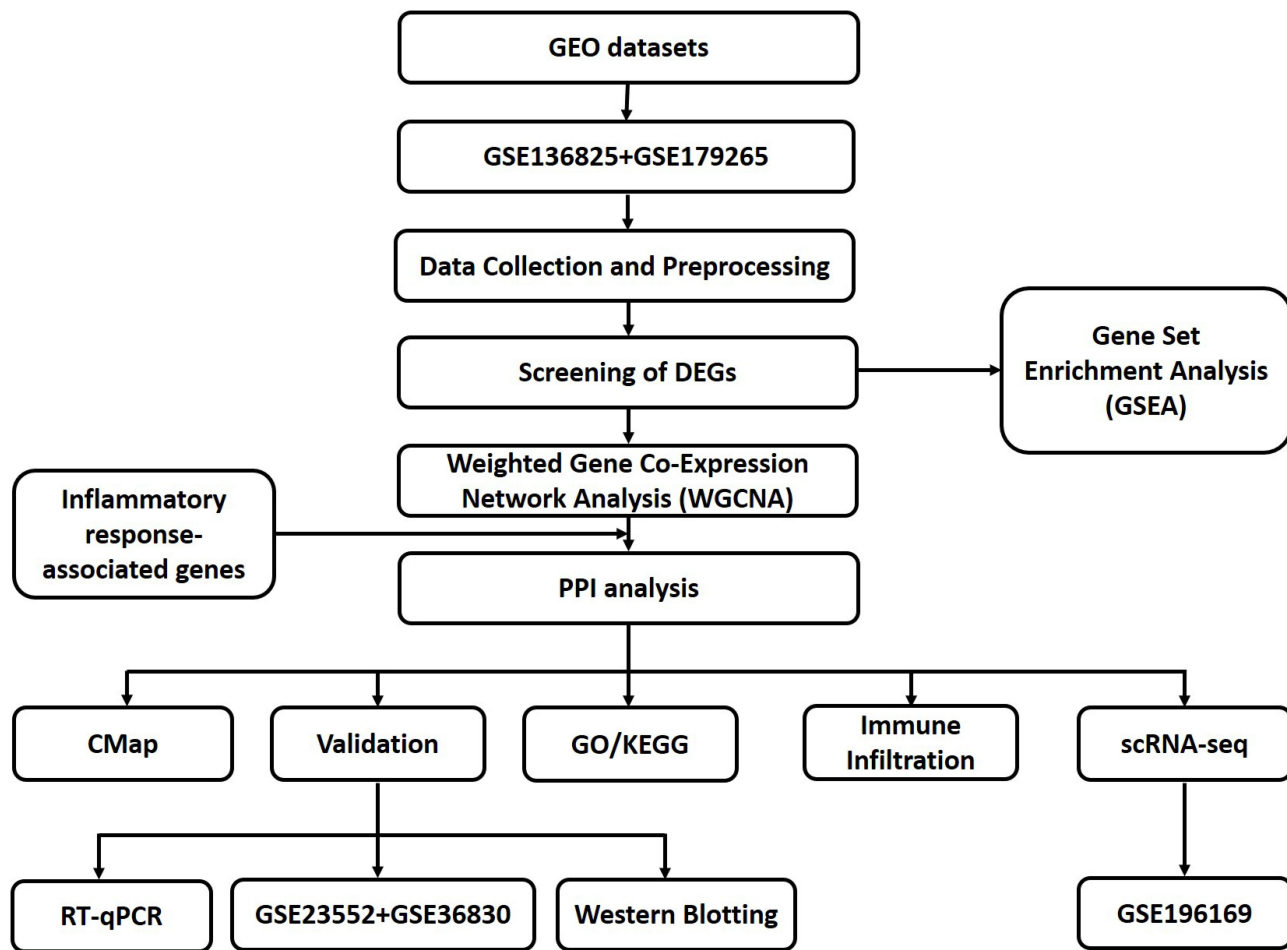 GEO datasets
GSE136825+GSE179265
Data Collection and Preprocessing
Screening of DEGs
Gene Set
Enrichment Analysis
(GSEA)
Weighted Gene Co-Expression
Network Analysis (WGCNA)
Inflammatory
response-
associated genes
PPI analysis
CMap
Validation
GO/KEGG
Immune
Infiltration
scRNA-seq
RT-qPCR
GSE23552+GSE36830
Western Blotting
GSE196169